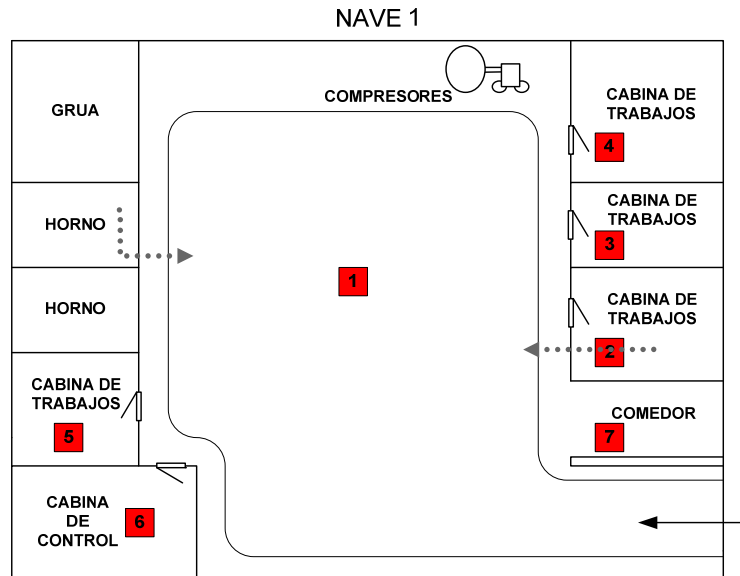 NAVE 1
COMPRESORES
GRUA
CABINA DE
TRABAJOS
4
HORNO
CABINA DE
TRABAJOS
3
1
HORNO
CABINA DE
TRABAJOS
2
CABINA DE
TRABAJOS
5
COMEDOR
7
CABINA
DE
CONTROL
6